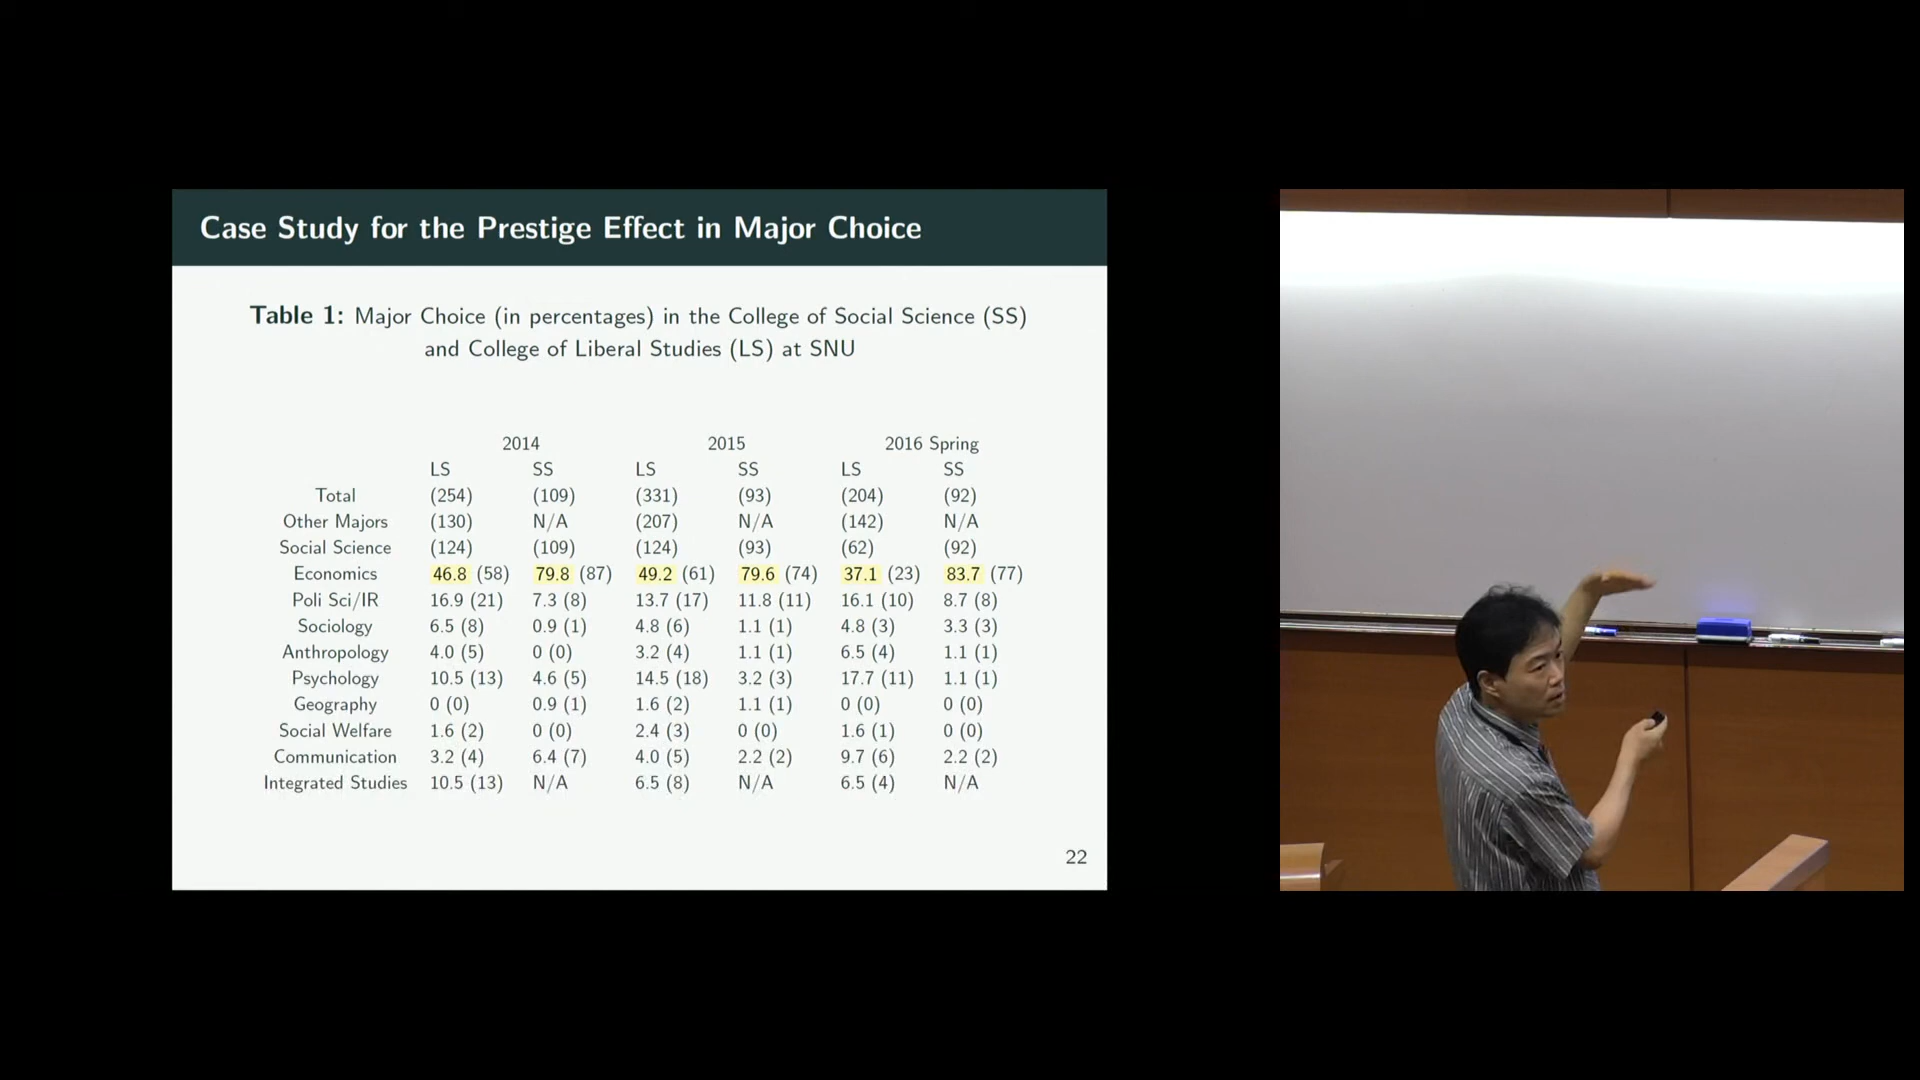 Case Study for the Prestige Effect in Major Choice
Table 1: Major Choice (in percentages) in the College of Social Science (SS)
and College of Liberal Studies (LS) at SNU
2014 2015 2016 Spring
LS SS LS SS LS SS
Total (254) (109) (331) (93) (204) (92)
Other Majors (130) N/A (207) N/A (142) N/A
Social Science (124) (109) (124) (93) (62) (92)
Economics 46.8 (58) 79.8 (87) 49.2 (61) 79.6 (74) 37.1 (23) 83.7 (77)
Poli Sci/IR 16.9 (21) 7.3 (8) 13.7 (17) 11.8 (11) 16.1 (10) 8.7 (8)
Sociology 6.5 (8) 0.9 (1) 4.8 (6) 1.1 (1) 4.8 (3) 3.3 (3)
Anthropology 4.0 (5) 0 (0) 3.2 (4) 1.1 (1) 6.5 (4) 1.1 (1)
Psychology 10.5 (13) 4.6 (5) 14.5 (18) 3.2 (3) 17.7 (11) 1.1 (1)
Geography 0 (0) 0.9 (1) 1.6 (2) 1.1 (1) 0 (0) 0 (0)
Social Welfare 1.6 (2) 0 (0) 2.4 (3) 0 (0) 1.6 (1) 0 (0)
Communication 3.2 (4) 6.4 (7) 4.0 (5) 2.2 (2) 9.7 (6) 2.2 (2)
Integrated Studies 10.5 (13) N/A 6.5 (8) N/A 6.5 (4) N/A
22